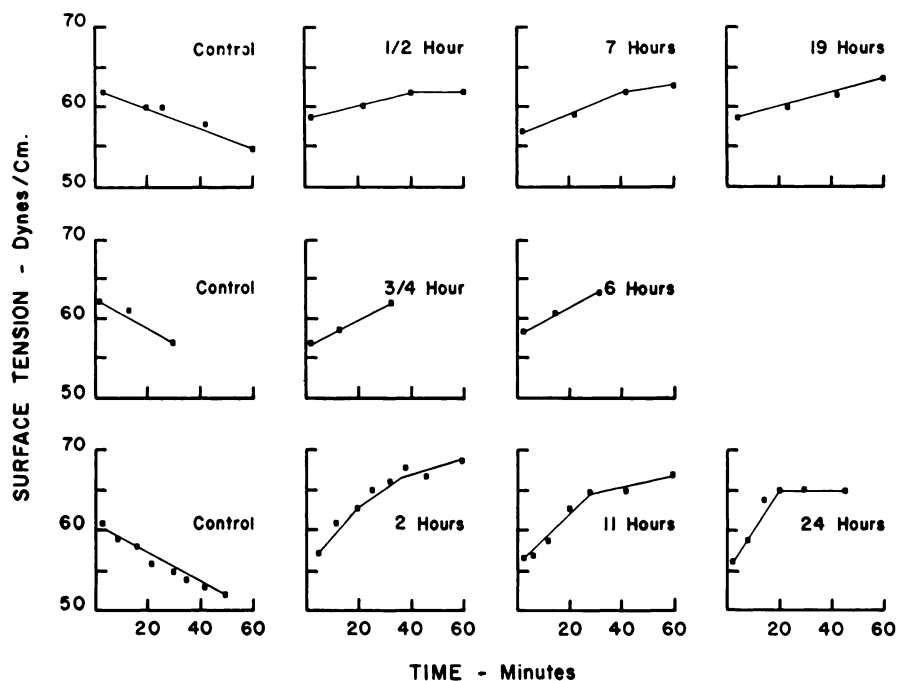 70
Control
1/2 Hour
7 Hours
19 Hours
60
50
70
Control
3/4 Hour
6 Hours
60
50
70
Control
2 Hours
11 Hours
24 Hours
60
50
20 40 60
20 40 60
20 40 60
20 40 60
SURFACE TENSION - Dynes/Cm.
TIME - Minutes